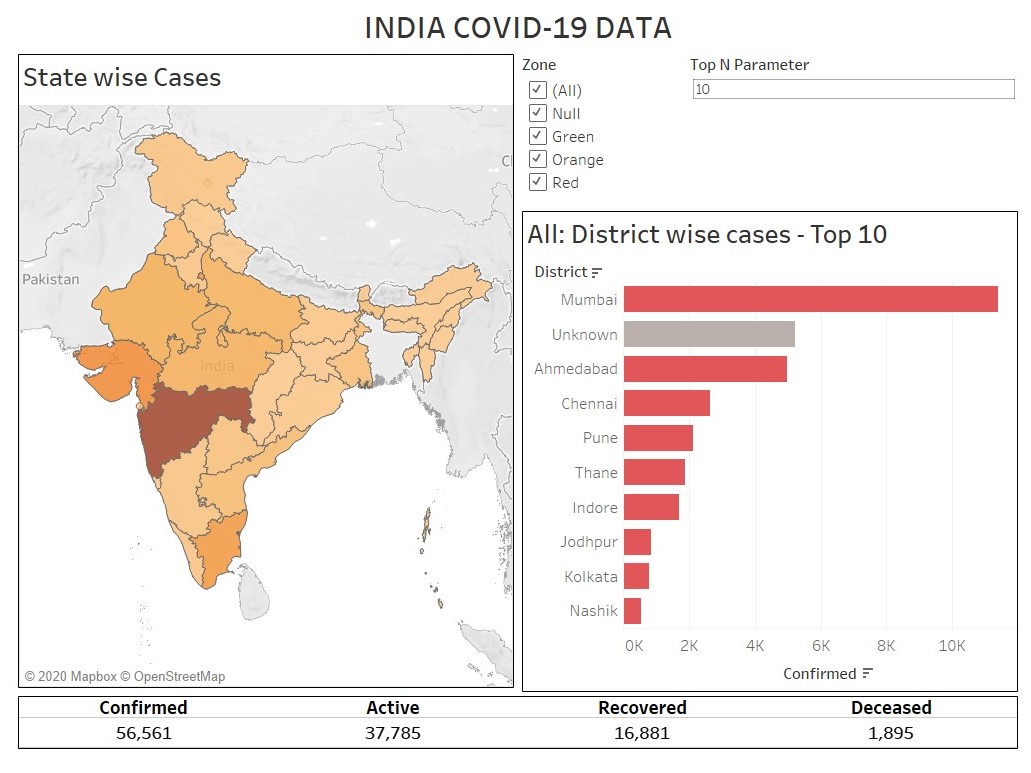 INDIA COVID-19 DATA
State wise Cases
Pakistan
India
© 2020 Mapbox © OpenStreetMap
Zone
(All)
Null
Green
Orange
Red
Top N Parameter
10
All: District wise cases - Top 10
District
Mumbai
Unknown
Ahmedabad
Chennai
Pune
Thane
Indore
Jodhpur
Kolkata
Nashik
0K 2K 4K 6K 8K 10K
Confirmed
Confirmed Active Recovered Deceased
56,561 37,785 16,881 1,895